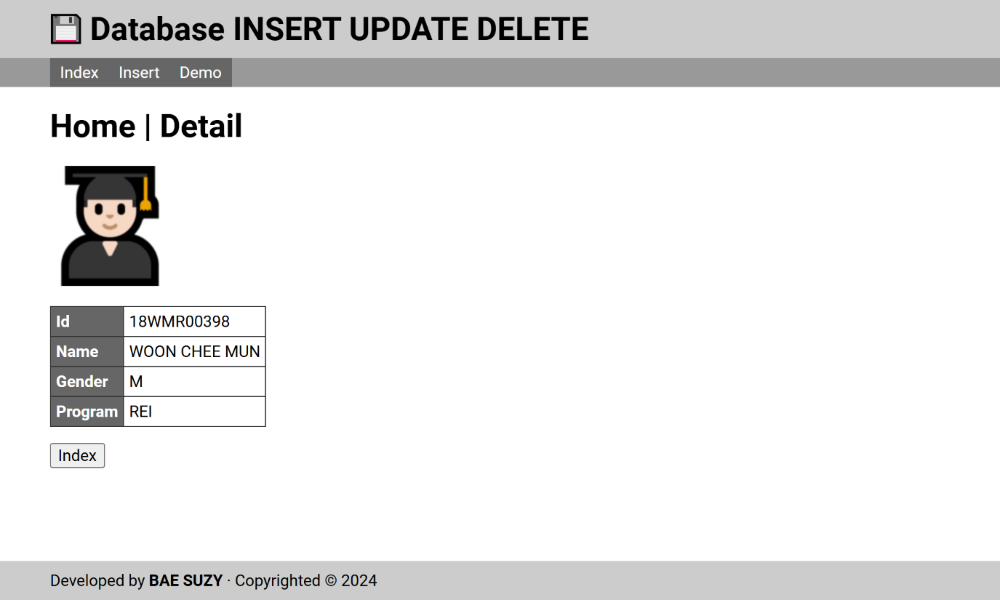 Database INSERT UPDATE DELETE
Index Insert Demo
Home | Detail
Id 18WMR00398
Name WOON CHEE MUN
Gender M
Program REI
Index
Developed by BAE SUZY · Copyrighted © 2024